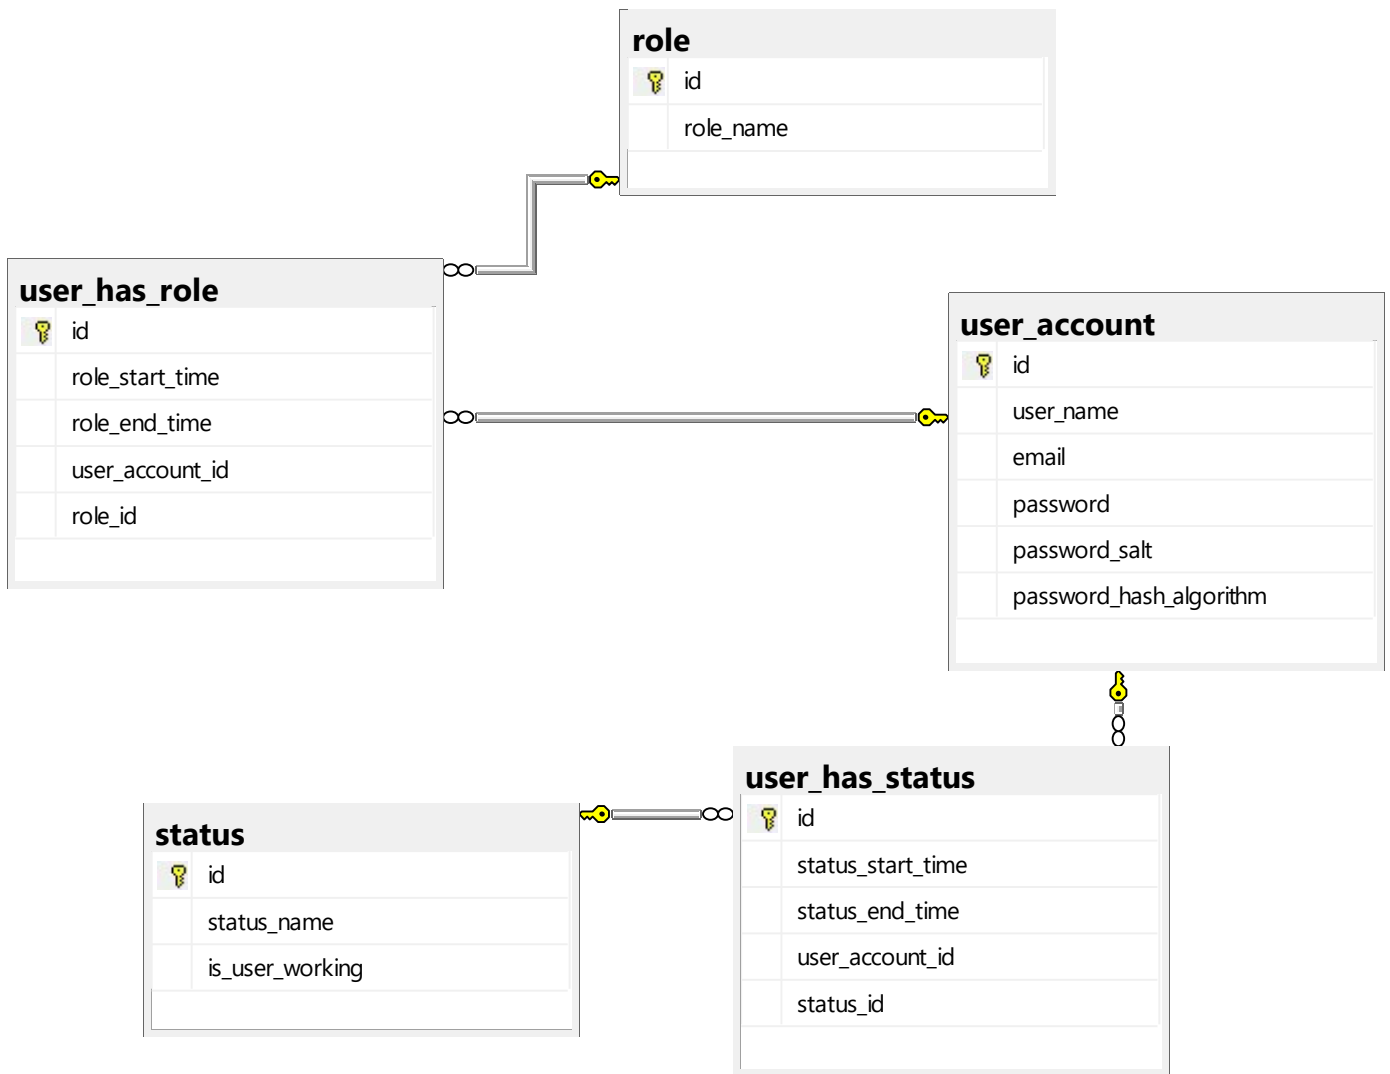 role
id
role_name
user_has_role
id
role_start_time
role_end_time
user_account_id
role_id
user_account
id
user_name
email
password
password_salt
password_hash_algorithm
status
id
status_name
is_user_working
user_has_status
id
status_start_time
status_end_time
user_account_id
status_id